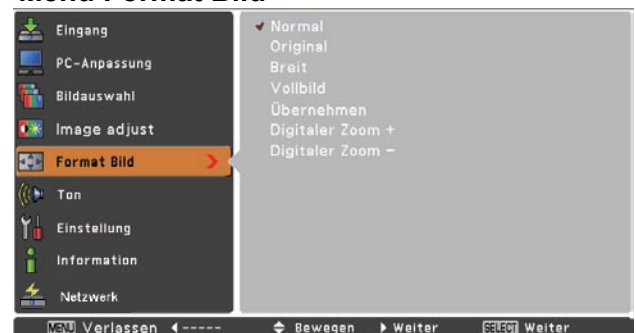 Menü Format Bild
Eingang
PC-Anpassung
Bildauswahl
Image adjust
Format Bild
Ton
Einstellung
Information
Netzwerk
Normal
Original
Breit
Vollbild
Übernehmen
Digitaler Zoom +
Digitaler Zoom –
MENU Verlassen ◀----- Bewegen ▶ Weiter SELECT Weiter